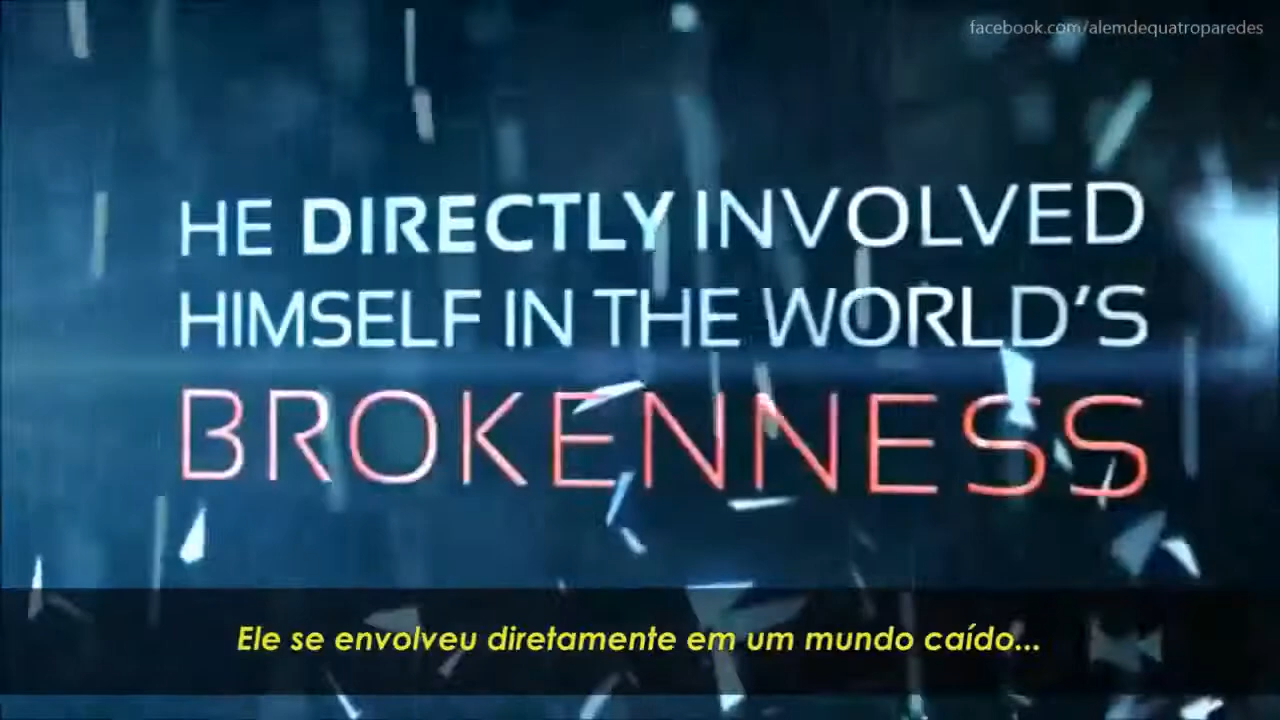 facebook.com/alemdequatroparedes
HE DIRECTLY INVOLVED
HIMSELF IN THE WORLD'S
BROKENNESS
Ele se envolveu diretamente em um mundo caído...